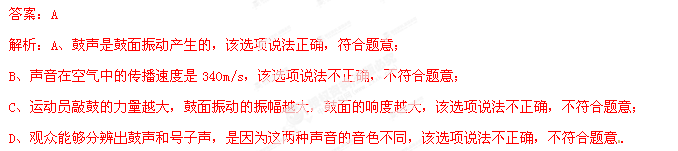 答案：A
解析：A、鼓声是鼓面振动产生的，该选项说法正确，符合题意；
B、声音在空气中的传播速度是 340m/s，该选项说法不正确，不符合题意；
C、运动员敲鼓的力量越大，鼓面振动的振幅越大，鼓面的响度越大，该选项说法不正确，不符合题意；
D、观众能够分辨出鼓声和号子声，是因为这两种声音的音色不同，该选项说法不正确，不符合题意.